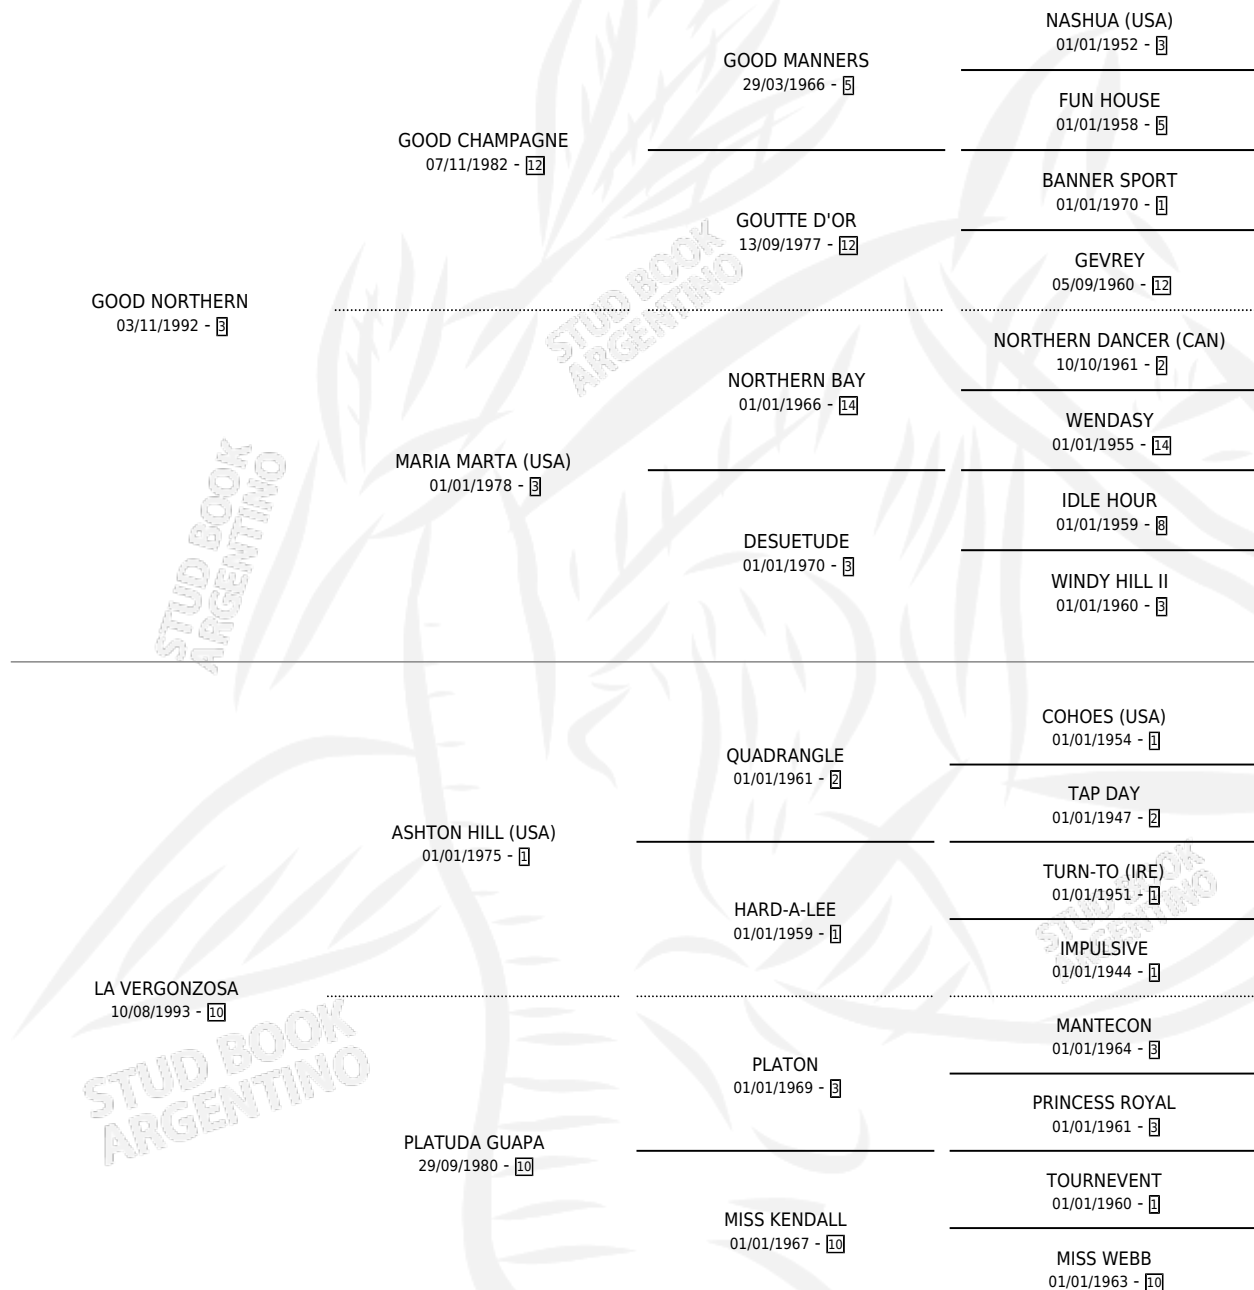 NASHUA (USA)
01/01/1952 - 3
GOOD MANNERS
29/03/1966 - 5
FUN HOUSE
01/01/1958 - 5
GOOD CHAMPAGNE
07/11/1982 - 12
BANNER SPORT
01/01/1970 - 1
GOUTTE D'OR
13/09/1977 - 12
GEVREY
05/09/1960 - 12
GOOD NORTHERN
03/11/1992 - 3
STUD BOOK
ARGENTINO
NORTHERN DANCER (CAN)
10/10/1961 - 2
NORTHERN BAY
01/01/1966 - 14
WENDASY
01/01/1955 - 14
MARIA MARTA (USA)
01/01/1978 - 3
IDLE HOUR
01/01/1959 - 8
DESUETUDE
01/01/1970 - 3
WINDY HILL II
01/01/1960 - 3
STUD BOOK
ARGENTINO
COHOES (USA)
01/01/1954 - 1
QUADRANGLE
01/01/1961 - 2
TAP DAY
01/01/1947 - 2
ASHTON HILL (USA)
01/01/1975 - 1
TURN-TO (IRE)
01/01/1951 - 1
HARD-A-LEE
01/01/1959 - 1
IMPULSIVE
01/01/1944 - 1
STUD BOOK
ARGENTINO
LA VERGONZOSA
10/08/1993 - 10
MANTECON
01/01/1964 - 3
PLATON
01/01/1969 - 3
PRINCESS ROYAL
01/01/1961 - 3
STUD BOOK
ARGENTINO
PLATUDA GUAPA
29/09/1980 - 10
TOURNEVENT
01/01/1960 - 1
MISS KENDALL
01/01/1967 - 10
MISS WEBB
01/01/1963 - 10